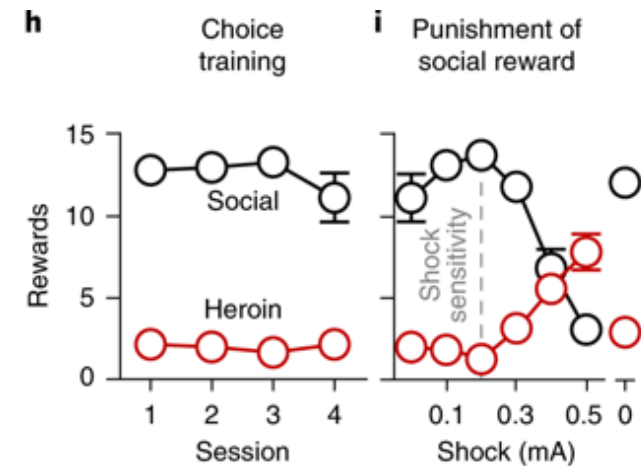 h
Choice
training
15
10
5
0
Rewards
Social
Heroin
1 2 3 4
Session
i
Punishment of
social reward
Shock
sensitivity
0.1 0.3 0.5 0
Shock (mA)